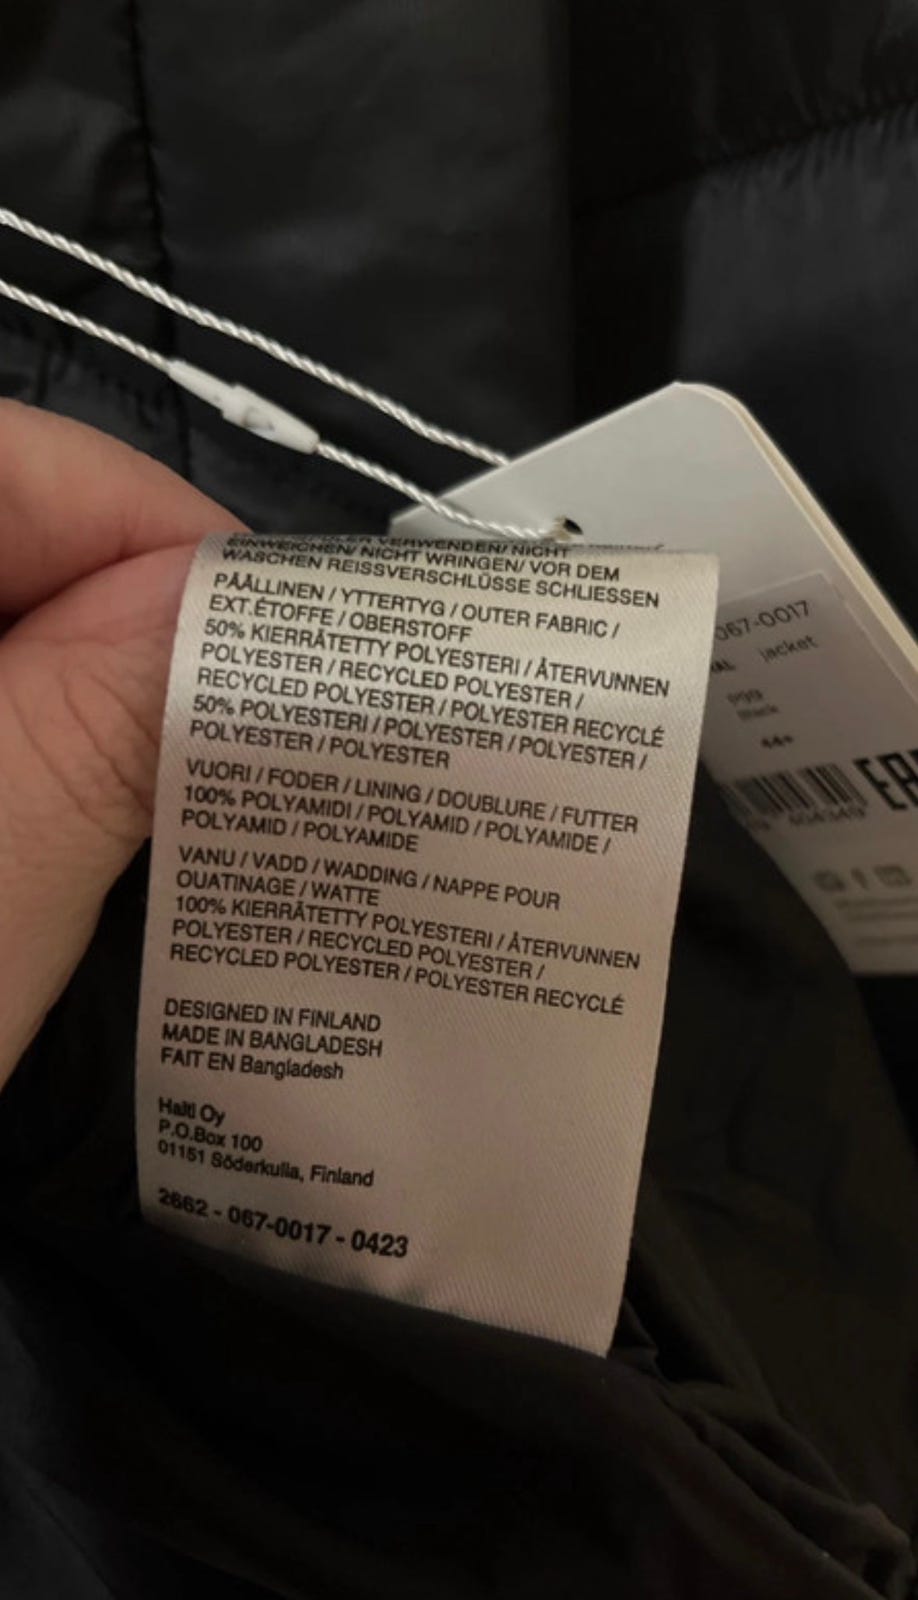 EINWEICHEN/ NICHT WRINGEN/ VOR DEM
WASCHEN REISSVERSCHLÜSSE SCHLIESSEN
PÄÄLLINEN / YTTERTYG / OUTER FABRIC /
EXT.ÉTOFFE / OBERSTOFF
50% KIERRÄTETTY POLYESTERI / ÅTERVUNNEN
POLYESTER / RECYCLED POLYESTER /
RECYCLED POLYESTER / POLYESTER RECYCLÉ
50% POLYESTERI / POLYESTER / POLYESTER /
POLYESTER / POLYESTER
VUORI / FODER / LINING / DOUBLURE / FUTTER
100% POLYAMIDI / POLYAMID / POLYAMIDE /
POLYAMID / POLYAMIDE
VANU / VADD / WADDING / NAPPE POUR
OUATINAGE / WATTE
100% KIERRÄTETTY POLYESTERI / ÅTERVUNNEN
POLYESTER / RECYCLED POLYESTER /
RECYCLED POLYESTER / POLYESTER RECYCLÉ
DESIGNED IN FINLAND
MADE IN BANGLADESH
FAIT EN Bangladesh
Halti Oy
P.O.Box 100
01151 Söderkulla, Finland
2662 - 067-0017 - 0423
067-0017
jacket
P99
Black
44+